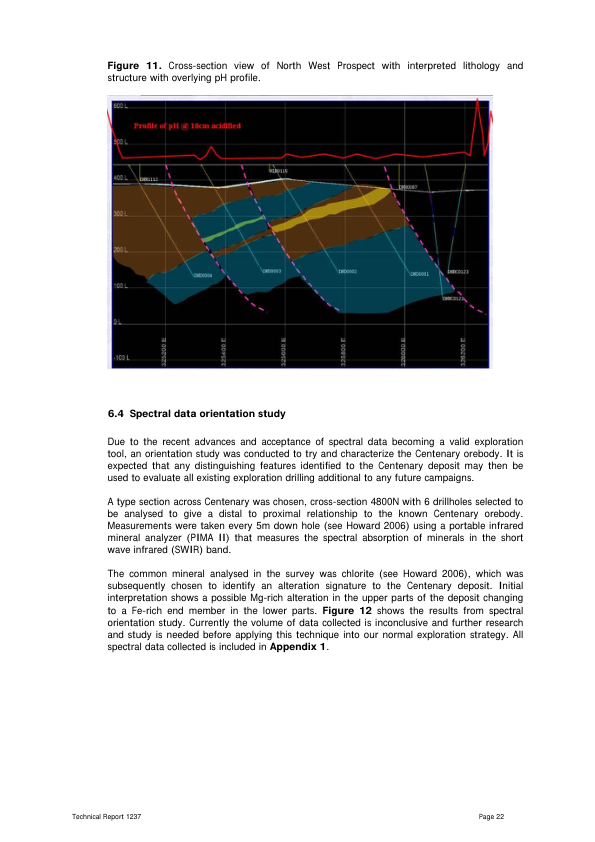 Figure 11. Cross-section view of North West Prospect with interpreted lithology and
structure with overlying pH profile.
600 L
Profile of pH @ 10cm acidified
500 L
400 L
300 L
200 L
100 L
0 L
-100 L
DWD0004
DWD0003
DWD0002
DWD0001
325200 E
325400 E
325600 E
325800 E
6.4 Spectral data orientation study
Due to the recent advances and acceptance of spectral data becoming a valid exploration
tool, an orientation study was conducted to try and characterize the Centenary orebody. It is
expected that any distinguishing features identified to the Centenary deposit may then be
used to evaluate all existing exploration drilling additional to any future campaigns.
A type section across Centenary was chosen, cross-section 4800N with 6 drillholes selected to
be analysed to give a distal to proximal relationship to the known Centenary orebody.
Measurements were taken every 5m down hole (see Howard 2006) using a portable infrared
mineral analyzer (PIMA II) that measures the spectral absorption of minerals in the short
wave infrared (SWIR) band.
The common mineral analysed in the survey was chlorite (see Howard 2006), which was
subsequently chosen to identify an alteration signature to the Centenary deposit. Initial
interpretation shows a possible Mg-rich alteration in the upper parts of the deposit changing
to a Fe-rich end member in the lower parts. Figure 12 shows the results from spectral
orientation study. Currently the volume of data collected is inconclusive and further research
and study is needed before applying this technique into our normal exploration strategy. All
spectral data collected is included in Appendix 1.
Technical Report 1237 Page 22